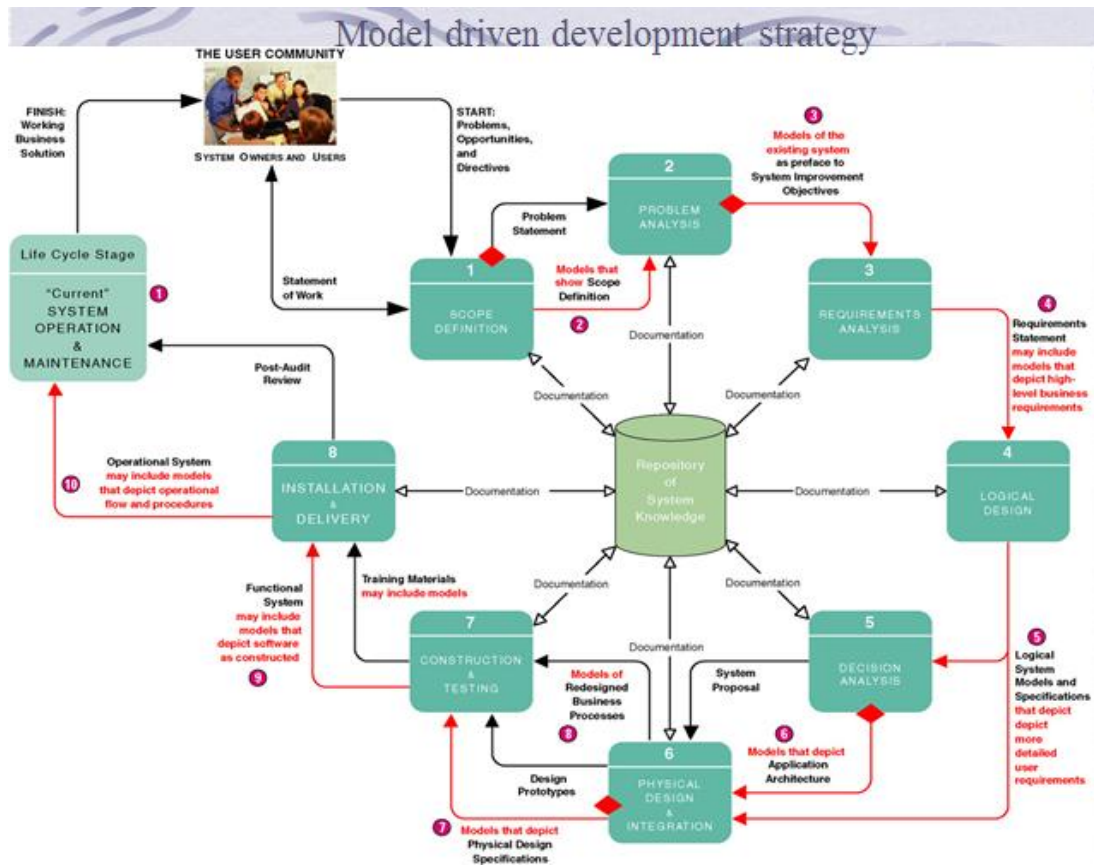 Model driven development strategy
THE USER COMMUNITY
SYSTEM OWNERS AND USERS
FINISH:
Working
Business
Solution
START:
Problems,
Opportunities,
and
Directives
3
Models of the
existing system
as preface to
System Improvement
Objectives
2
PROBLEM
ANALYSIS
Problem
Statement
Life Cycle Stage
"Current"
SYSTEM
OPERATION
&
MAINTENANCE
1
Statement
of Work
1
SCOPE
DEFINITION
Models that
show Scope
Definition
2
3
REQUIREMENTS
ANALYSIS
4
Requirements
Statement
may include
models that
depict high-
level business
requirements
Documentation
Documentation
Documentation
Post-Audit
Review
Repository
of
System
Knowledge
8
INSTALLATION
&
DELIVERY
Documentation
Documentation
4
LOGICAL
DESIGN
10
Operational System
may include models
that depict operational
flow and procedures
Documentation
Documentation
Documentation
Functional
System
may include
models that
depict software
as constructed
9
Training Materials
may include models
7
CONSTRUCTION
&
TESTING
Models of
Redesigned
Business
Processes
8
System
Proposal
5
DECISION
ANALYSIS
5
Logical
System
Models and
Specifications
that depict
depict
more
detailed
user
requirements
6
Models that depict
Application
Architecture
6
PHYSICAL
DESIGN
&
INTEGRATION
Design
Prototypes
7
Models that depict
Physical Design
Specifications